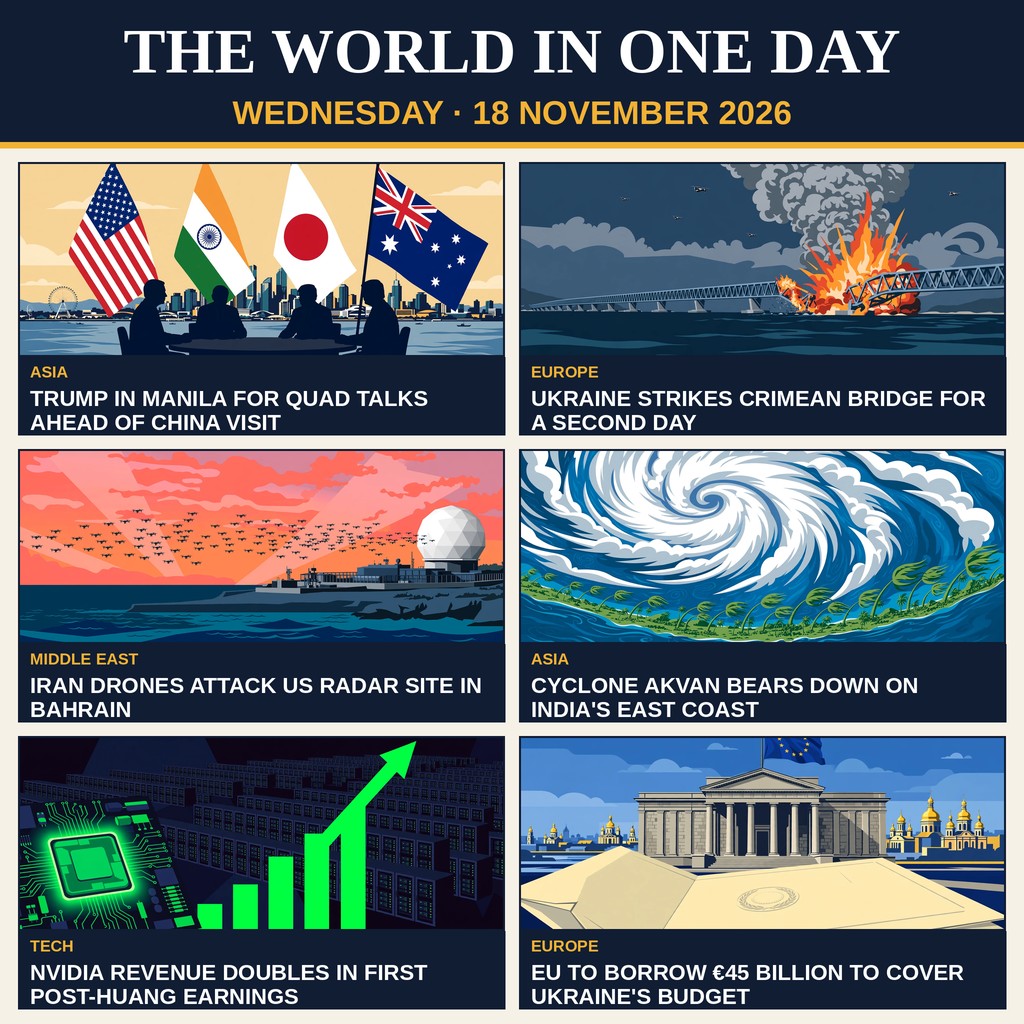 THE WORLD IN ONE DAY
WEDNESDAY · 18 NOVEMBER 2026
ASIA
TRUMP IN MANILA FOR QUAD TALKS
AHEAD OF CHINA VISIT
EUROPE
UKRAINE STRIKES CRIMEAN BRIDGE FOR
A SECOND DAY
MIDDLE EAST
IRAN DRONES ATTACK US RADAR SITE IN
BAHRAIN
ASIA
CYCLONE AKVAN BEARS DOWN ON
INDIA'S EAST COAST
TECH
NVIDIA REVENUE DOUBLES IN FIRST
POST-HUANG EARNINGS
EUROPE
EU TO BORROW €45 BILLION TO COVER
UKRAINE'S BUDGET